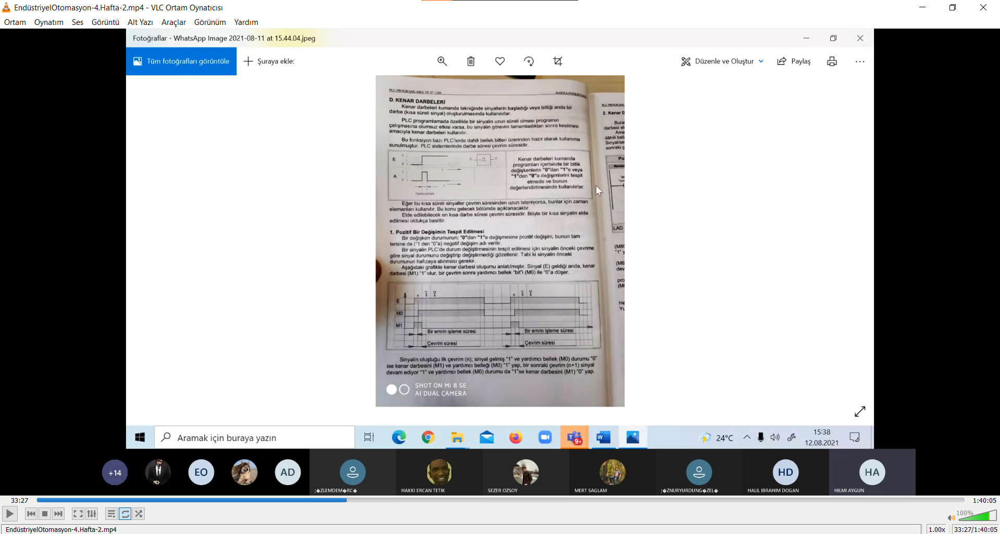 EndüstriyelOtomasyon-4.Hafta-2.mp4 - VLC Ortam Oynatıcısı
Ortam Oynatım Ses Görüntü Alt Yazı Araçlar Görünüm Yardım
Fotoğraflar - WhatsApp Image 2021-08-11 at 15.44.04.jpeg
Tüm fotoğrafları görüntüle
Şuraya ekle:
Düzenle ve Oluştur
Paylaş
PLC PROGRAMLAMA VE S7 1200
HAFIZA FONKSİYONU
D. KENAR DARBELERİ
Kenar darbeleri kumanda tekniğinde sinyallerin başladığı veya bittiği anda bir
darbe (kısa süreli sinyal) oluşturulmasında kullanılırlar.
PLC programlamada özellikle bir sinyalin uzun süreli olması programın
çalışmasına olumsuz etkisi varsa, bu sinyalin görevini tamamladıktan sonra kesilmesi
amacıyla kenar darbeleri kullanılır.
Bu fonksiyon bazı PLC'lerde dahili bellek bitleri üzerinden hazır olarak kullanıma
sunulmuştur. PLC sistemlerinde darbe süresi çevrim süresidir.
E
1
0
t
A
1
0
t
Darbe zamanı
E
A
Kenar darbeleri kumanda
programları içerisinde bir bitlik
değişkenlerin "0"dan "1"e veya
"1"den "0"a değişimlerini tespit
etmede ve bunun
değerlendirilmesinde kullanılırlar.
Eğer bu kısa süreli sinyaller çevrim süresinden uzun isteniyorsa, bunlar için zaman
elemanları kullanılır. Bu konu gelecek bölümde açıklanacaktır.
Elde edilebilecek en kısa darbe süresi çevrim süresidir. Böyle bir kısa sinyalin elde
edilmesi oldukça basittir.
1. Pozitif Bir Değişimin Tespit Edilmesi
Bir değişken durumunun; "0"dan "1"e değişmesine pozitif değişim, bunun tam
tersine de ("1 den "0"a) negatif değişim adı verilir.
Bir sinyalin PLC'de durum değiştirmesinin tespit edilmesi için sinyalin önceki çevrime
göre sinyal durumunu değiştirip değiştirmediği gözetlenir. Tabi ki sinyalin önceki
durumunun hafızaya alınması gerekir.
Aşağıdaki grafikte kenar darbesi oluşumu anlatılmıştır. Sinyal (E) geldiği anda, kenar
darbesi (M1) "1" olur, bir çevrim sonra yardımcı bellek "bit"i (M0) ile "0"a düşer.
n n+1 n+2 n n+1 n+2
E
M0
M1
Bir emrin işleme süresi Bir emrin işleme süresi
Çevrim süresi Çevrim süresi
Sinyalin oluştuğu ilk çevrim (n); sinyal gelmiş "1" ve yardımcı bellek (M0) durumu "0"
ise kenar darbesini (M1) ve yardımcı belleği (M0) "1" yap, bir sonraki çevrim (n+1) sinyal
devam ediyor "1" ve yardımcı bellek (M0) durumu da "1"se kenar darbesini (M1) "0" yap.
SHOT ON MI 8 SE
AI DUAL CAMERA
2. Kenar D
Bura
darbesi el
Ama
dâhili bell
Sinyal/se
sonraki ç
Po
LAD
(M80
"1" y
(M8
dev
pro
(M
He
Yu
Aramak için buraya yazın
9+
24°C
15:38
12.08.2021
+14
EO
AD
HD
HA
;�ZLEMDEM�RC�
HAKKI ERCAN TETIK
SEZER OZSOY
MERT SAGLAM
;�ZNURYURDUNG�ZEL�
HALIL IBRAHIM DOGAN
HILMI AYGUN
33:27
1:40:05
100%
EndüstriyelOtomasyon-4.Hafta-2.mp4
1.00x
33:27/1:40:05